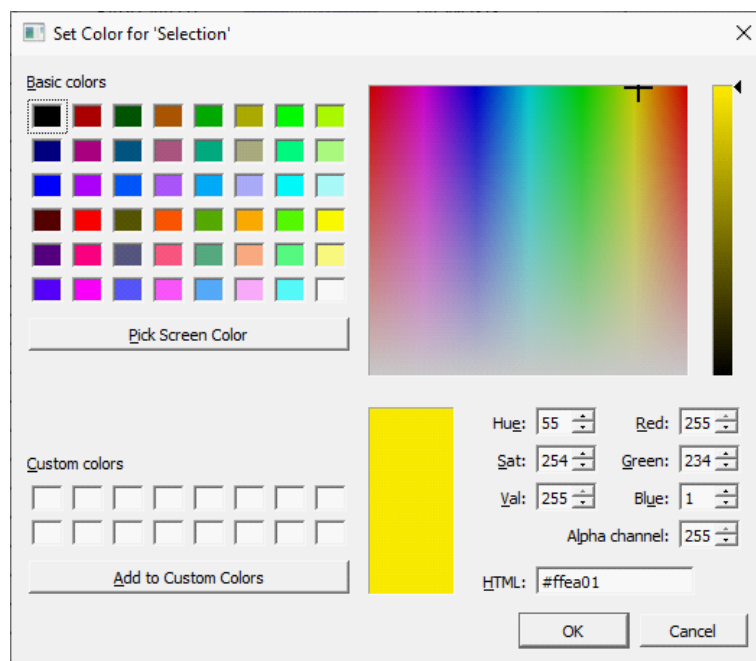 Set Color for 'Selection'
Basic colors
Pick Screen Color
Custom colors
Add to Custom Colors
Hue: 55
Red: 255
Sat: 254
Green: 234
Val: 255
Blue: 1
Alpha channel: 255
HTML: #ffea01
OK
Cancel